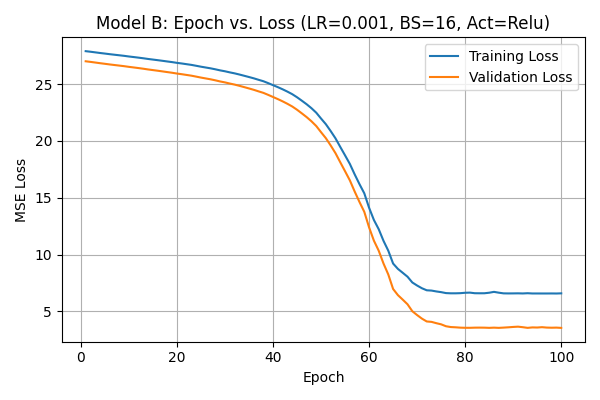 Model B: Epoch vs. Loss (LR=0.001, BS=16, Act=Relu)
Training Loss
Validation Loss
MSE Loss
25
20
15
10
5
0
20
40
60
80
100
Epoch